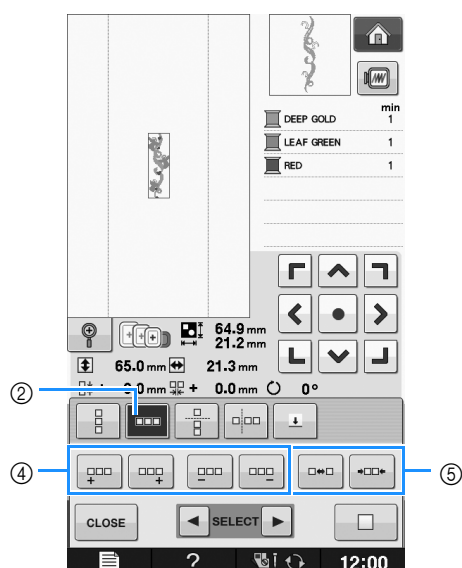 min
DEEP GOLD 1
LEAF GREEN 1
RED 1
64.9 mm
21.2 mm
65.0 mm 21.3 mm
+ 0.0 mm + 0.0 mm 0°
②
④
⑤
CLOSE SELECT
? 12:00